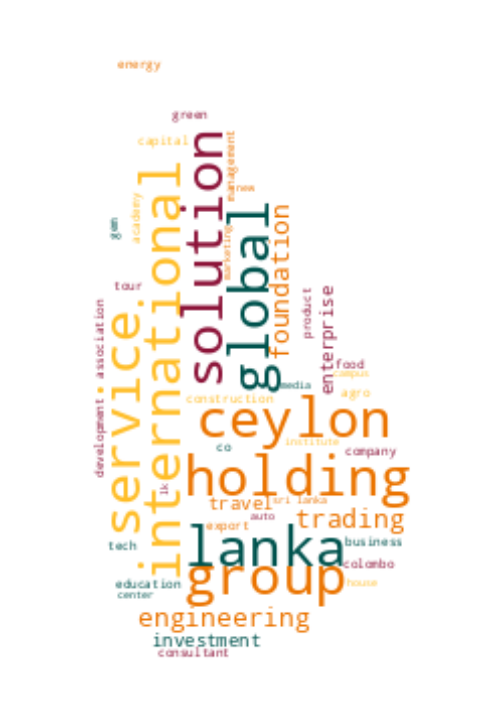 energy
green
capital
solution
management
new
international
academy
gem
global
foundation
marketing
tour
service
association
development
product
enterprise
food
campus
media
agro
construction
ceylon
institute
co
company
holding
lk
travel
sri lanka
auto
trading
export
lanka
business
tech
colombo
group
house
education
center
engineering
investment
consultant